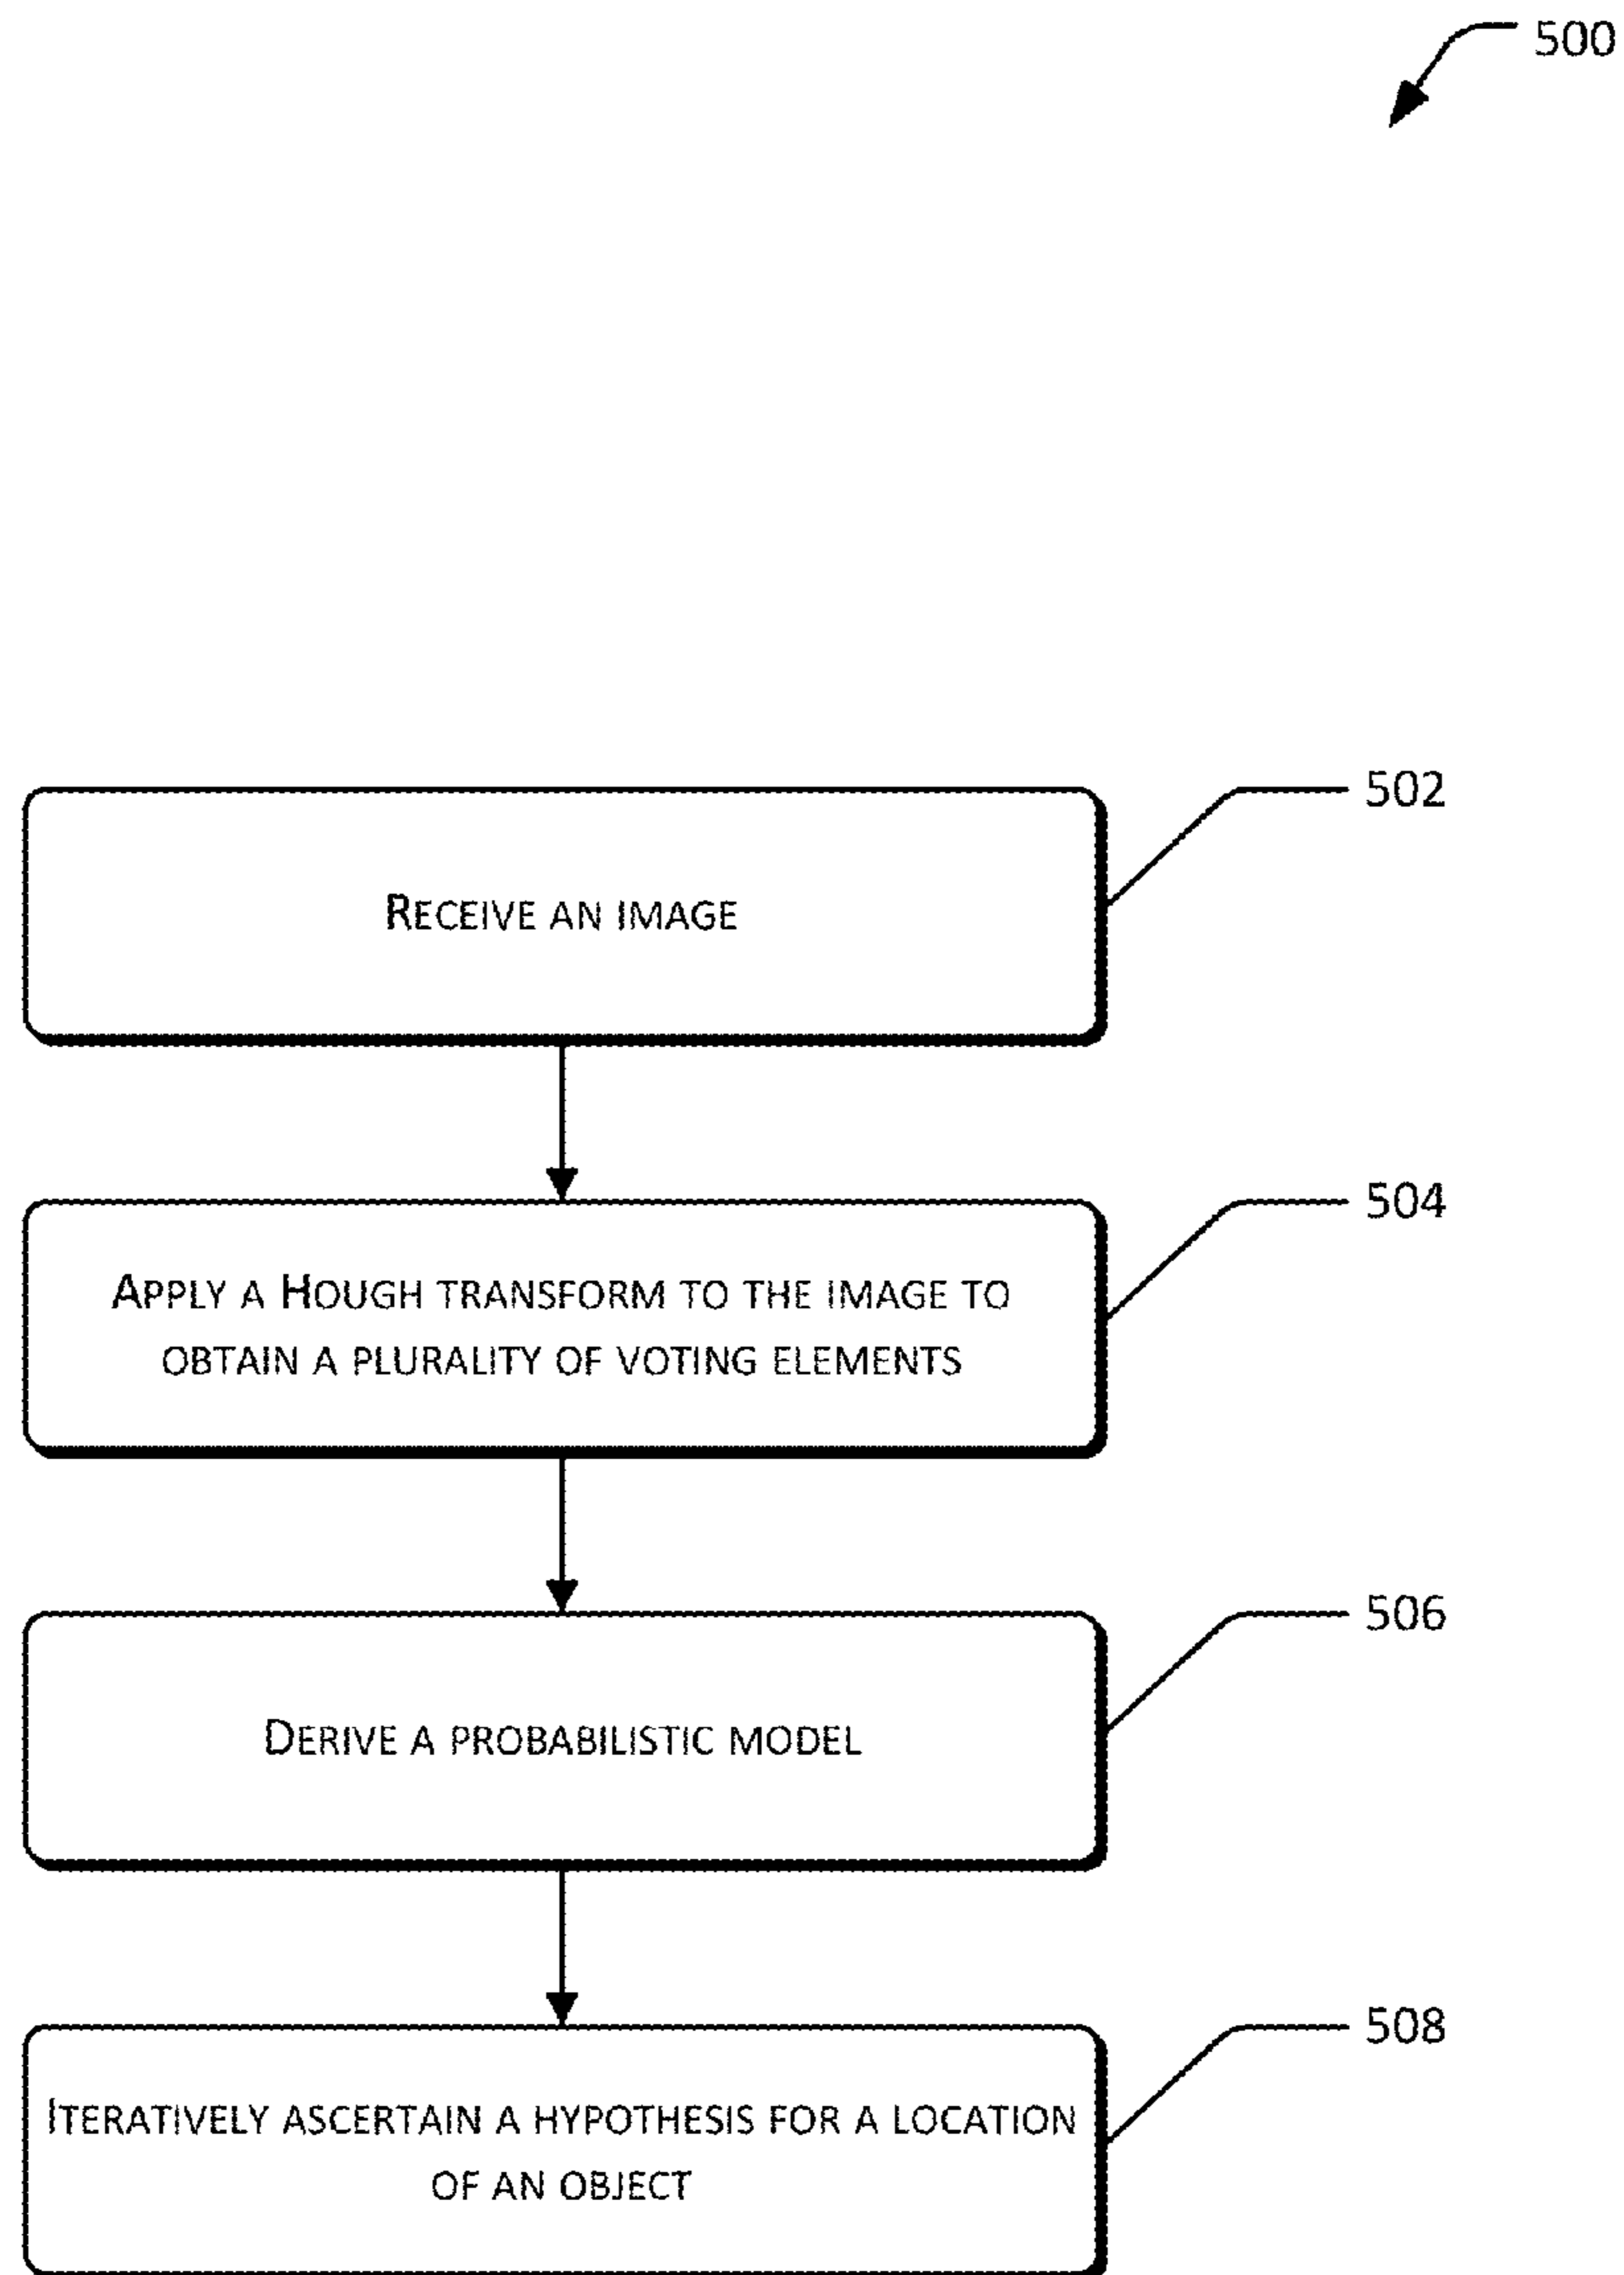 500
502
RECEIVE AN IMAGE
504
APPLY A HOUGH TRANSFORM TO THE IMAGE TO
OBTAIN A PLURALITY OF VOTING ELEMENTS
506
DERIVE A PROBABILISTIC MODEL
508
ITERATIVELY ASCERTAIN A HYPOTHESIS FOR A LOCATION
OF AN OBJECT